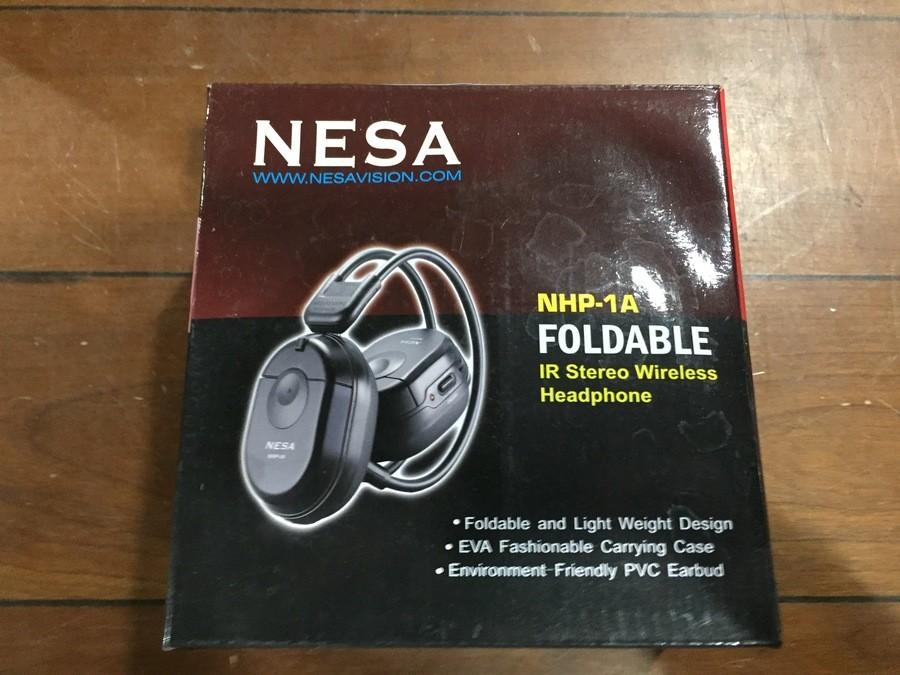 NESA
WWW.NESAVISION.COM
NHP-1A
FOLDABLE
IR Stereo Wireless
Headphone
NESA
• Foldable and Light Weight Design
• EVA Fashionable Carrying Case
• Environment Friendly PVC Earbud